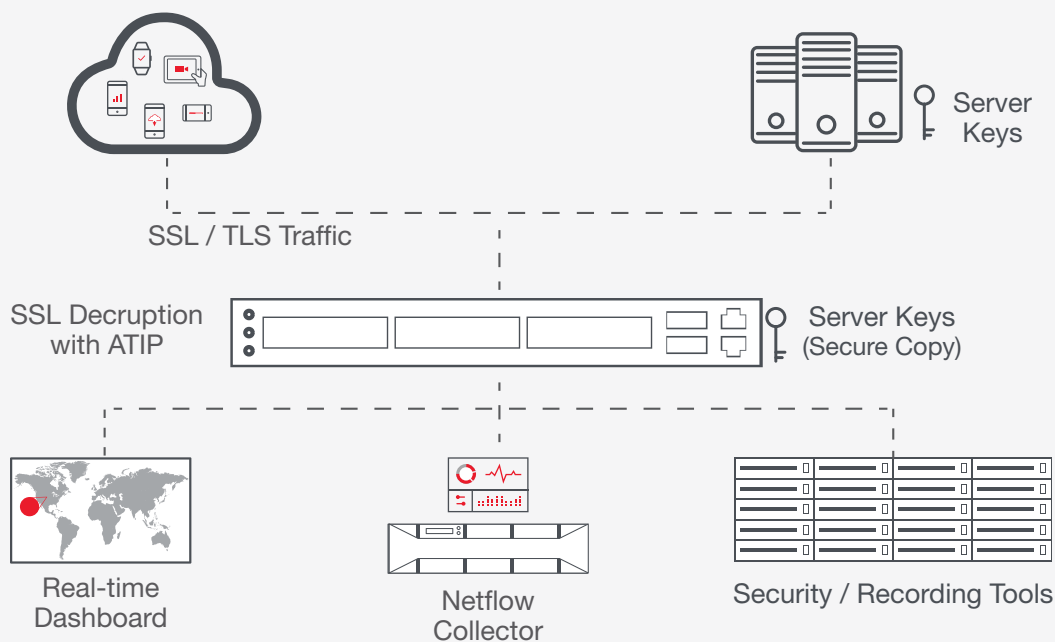 Server
Keys
SSL / TLS Traffic
SSL Decruption
with ATIP
Server Keys
(Secure Copy)
Real-time
Dashboard
Netflow
Collector
Security / Recording Tools